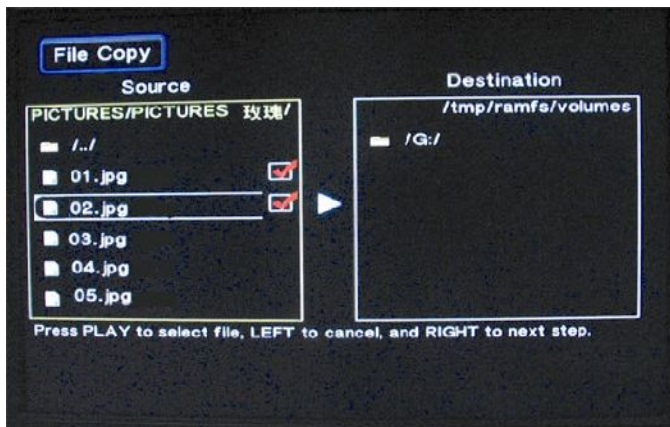 File Copy
Source
PICTURES/PICTURES 玫瑰/
/../
01.jpg
02.jpg
03.jpg
04.jpg
05.jpg
Destination
/tmp/ramfs/volumes
/G:/
Press PLAY to select file, LEFT to cancel, and RIGHT to next step.